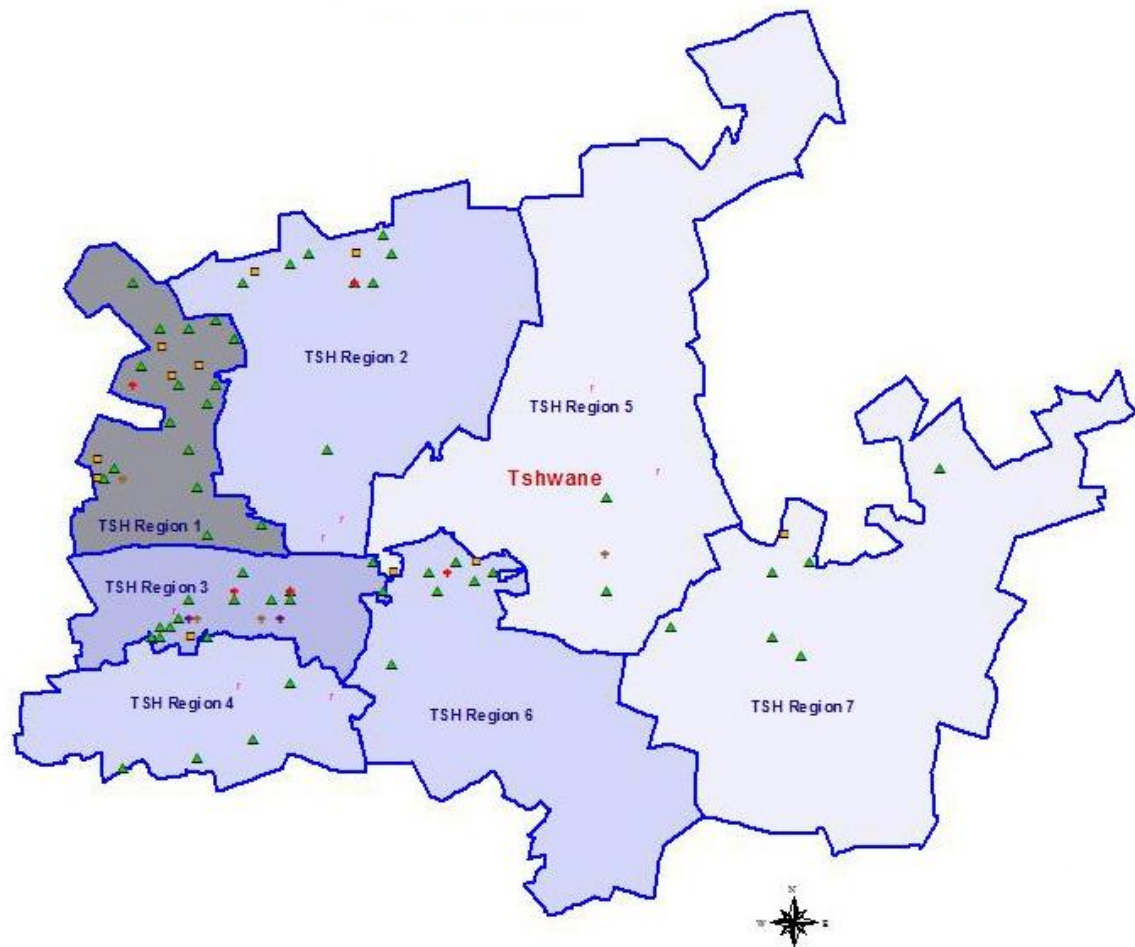 TSH Region 2
TSH Region 5
Tshwane
TSH Region 1
TSH Region 3
TSH Region 4
TSH Region 6
TSH Region 7
r
r
r
r
r
r
r
N
W
E